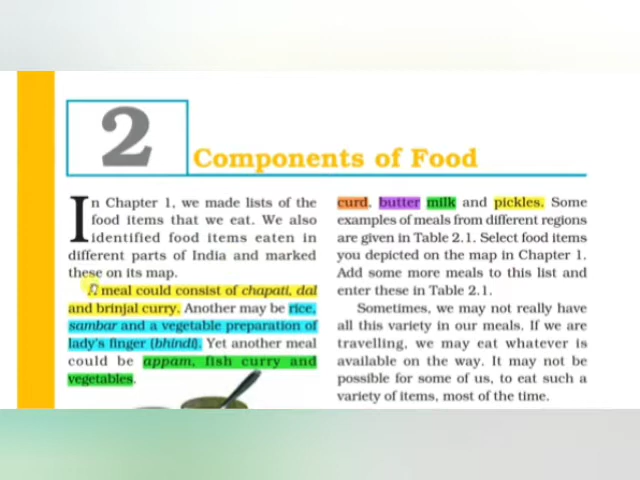 2
Components of Food
In Chapter 1, we made lists of the
food items that we eat. We also
identified food items eaten in
different parts of India and marked
these on its map.
A meal could consist of chapati, dal
and brinjal curry. Another may be rice,
sambar and a vegetable preparation of
lady's finger (bhindi). Yet another meal
could be appam, fish curry and
vegetables.
curd, butter milk and pickles. Some
examples of meals from different regions
are given in Table 2.1. Select food items
you depicted on the map in Chapter 1.
Add some more meals to this list and
enter these in Table 2.1.
Sometimes, we may not really have
all this variety in our meals. If we are
travelling, we may eat whatever is
available on the way. It may not be
possible for some of us, to eat such a
variety of items, most of the time.